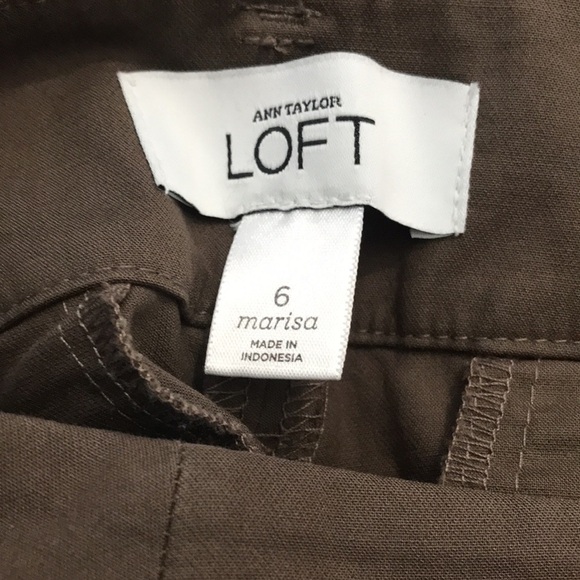 ANN TAYLOR
LOFT
6
marisa
MADE IN
INDONESIA